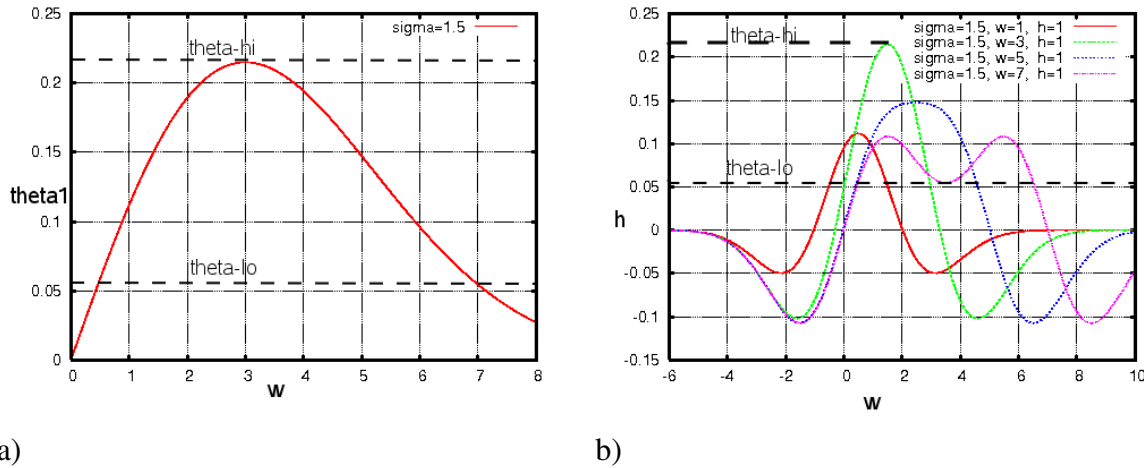 sigma=1.5
theta-hi
0.25
0.2
0.15
theta1
0.1
theta-lo
0.05
0
0 1 2 3 4 5 6 7 8
w
a)
sigma=1.5, w=1, h=1
sigma=1.5, w=3, h=1
sigma=1.5, w=5, h=1
sigma=1.5, w=7, h=1
theta-hi
0.25
0.2
0.15
0.1
theta-lo
0.05
h
0
-0.05
-0.1
-0.15
-6 -4 -2 0 2 4 6 8 10
w
b)